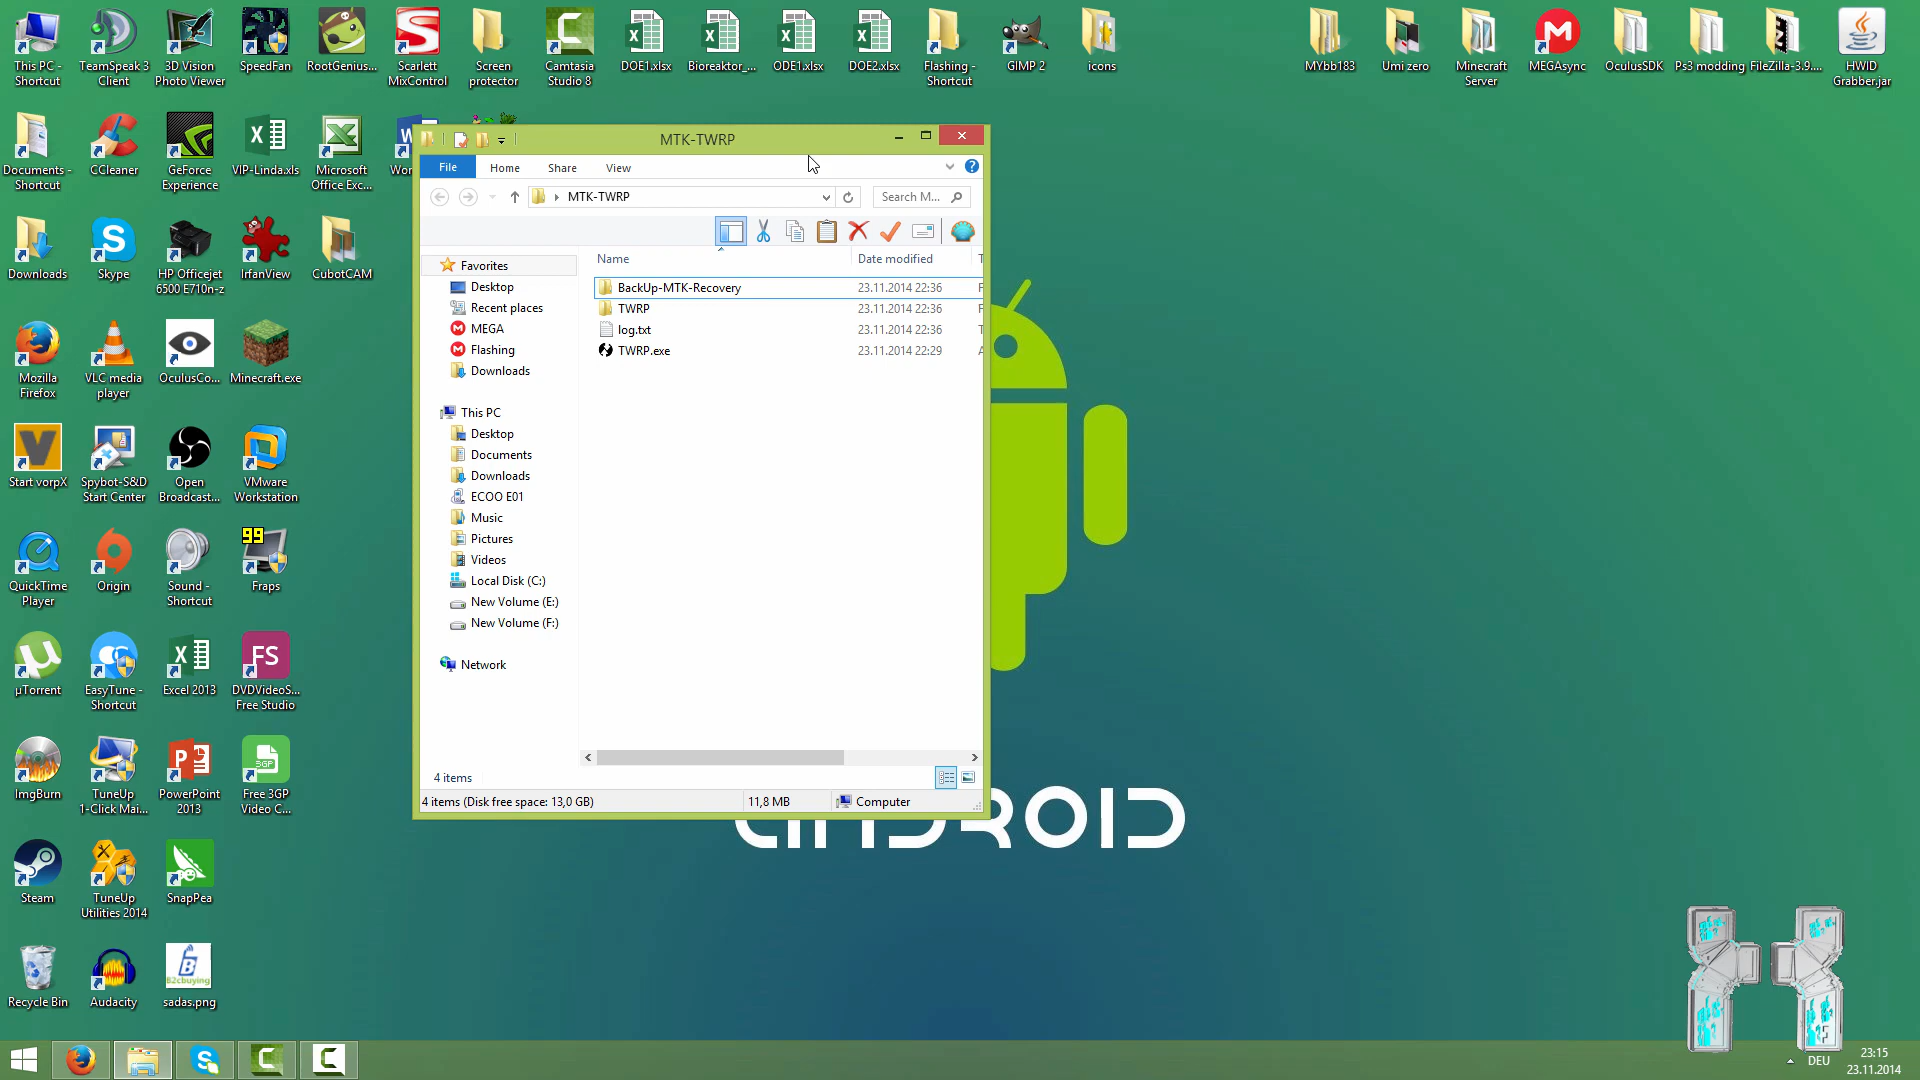 This PC -
Shortcut
TeamSpeak 3
Client
3D Vision
Photo Viewer
SpeedFan
RootGenius...
Scarlett
MixControl
Screen
protector
Camtasia
Studio 8
DOE1.xlsx
Bioreaktor_...
ODE1.xlsx
DOE2.xlsx
Flashing -
Shortcut
GIMP 2
icons
MYbb183
Umi zero
Minecraft
Server
MEGAsync
OculusSDK
Ps3 modding
FileZilla-3.9....
HWID
Grabber.jar
Documents -
Shortcut
CCleaner
GeForce
Experience
VIP-Linda.xls
Microsoft
Office Exc...
Wor
Downloads
Skype
HP Officejet
6500 E710n-z
IrfanView
CubotCAM
Mozilla
Firefox
VLC media
player
OculusCo...
Minecraft.exe
Start vorpX
Spybot-S&D
Start Center
Open
Broadcast...
VMware
Workstation
QuickTime
Player
Origin
Sound -
Shortcut
99
Fraps
µTorrent
EasyTune -
Shortcut
Excel 2013
FS
DVDVideoS...
Free Studio
ImgBurn
TuneUp
1-Click Mai...
PowerPoint
2013
3GP
Free 3GP
Video C...
Steam
TuneUp
Utilities 2014
SnapPea
Recycle Bin
Audacity
B2cbuying
sadas.png
MTK-TWRP
File
Home
Share
View
MTK-TWRP
Search M...
Name
Date modified
T
Favorites
Desktop
Recent places
MEGA
Flashing
Downloads
This PC
Desktop
Documents
Downloads
ECOO E01
Music
Pictures
Videos
Local Disk (C:)
New Volume (E:)
New Volume (F:)
Network
BackUp-MTK-Recovery 23.11.2014 22:36 F
TWRP 23.11.2014 22:36 F
log.txt 23.11.2014 22:36 T
TWRP.exe 23.11.2014 22:29 A
4 items
4 items (Disk free space: 13,0 GB)
11,8 MB
Computer
ANDROID
DEU
23:15
23.11.2014